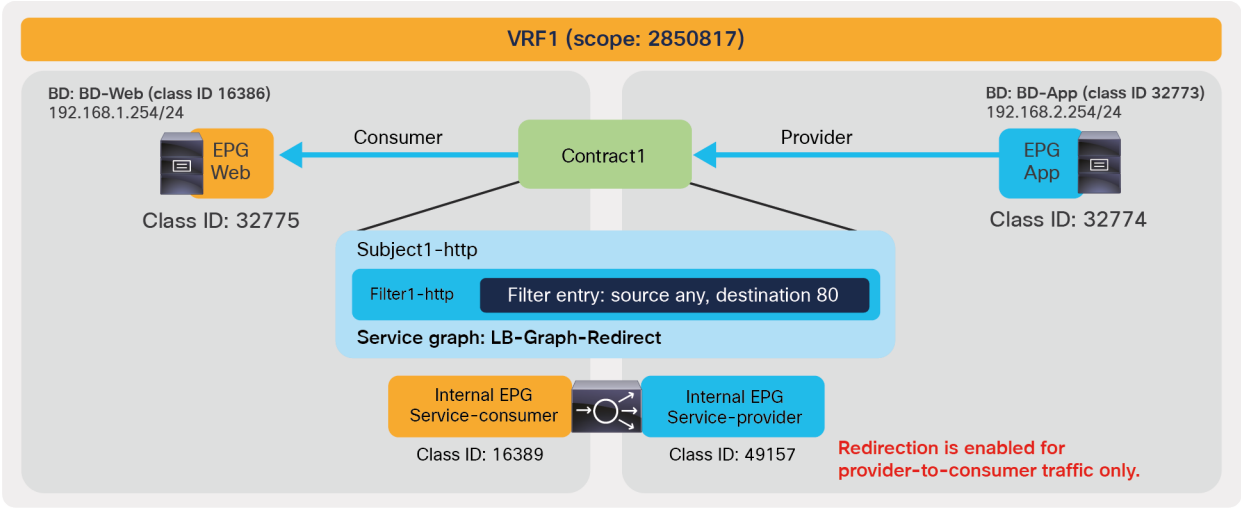 VRF1 (scope: 2850817)
BD: BD-Web (class ID 16386)
192.168.1.254/24
BD: BD-App (class ID 32773)
192.168.2.254/24
EPG
Web
Consumer
Contract1
Provider
EPG
App
Class ID: 32775
Class ID: 32774
Subject1-http
Filter1-http
Filter entry: source any, destination 80
Service graph: LB-Graph-Redirect
Internal EPG
Service-consumer
Internal EPG
Service-provider
Class ID: 16389
Class ID: 49157
Redirection is enabled for
provider-to-consumer traffic only.